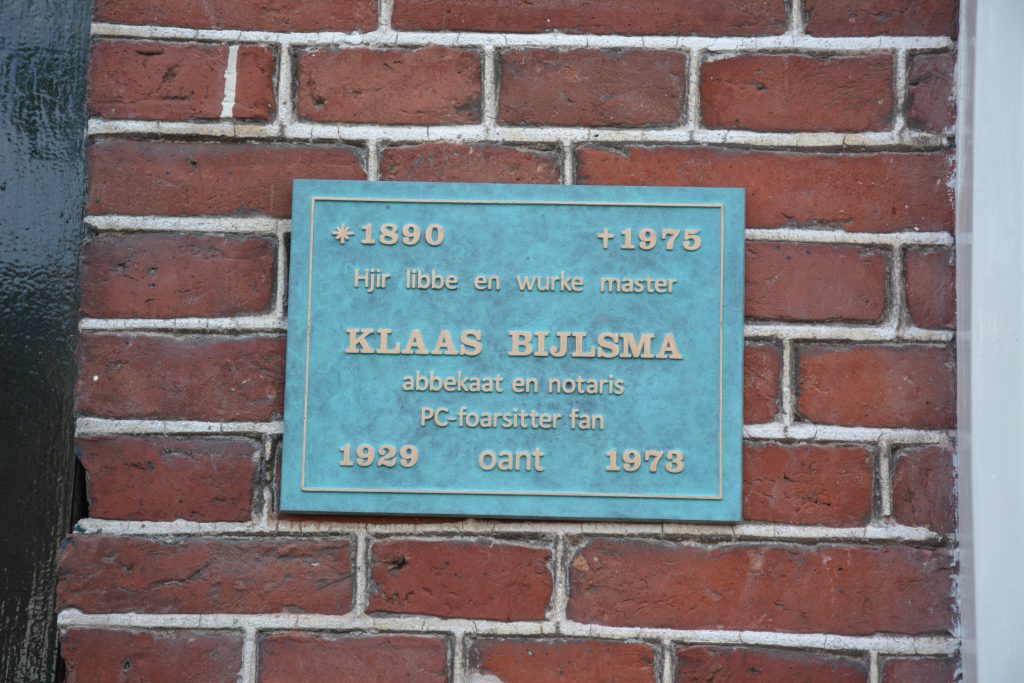 *1890 †1975
Hjir libbe en wurke master
KLAAS BIJLSMA
abbekaat en notaris
PC-foarsitter fan
1929 oant 1973